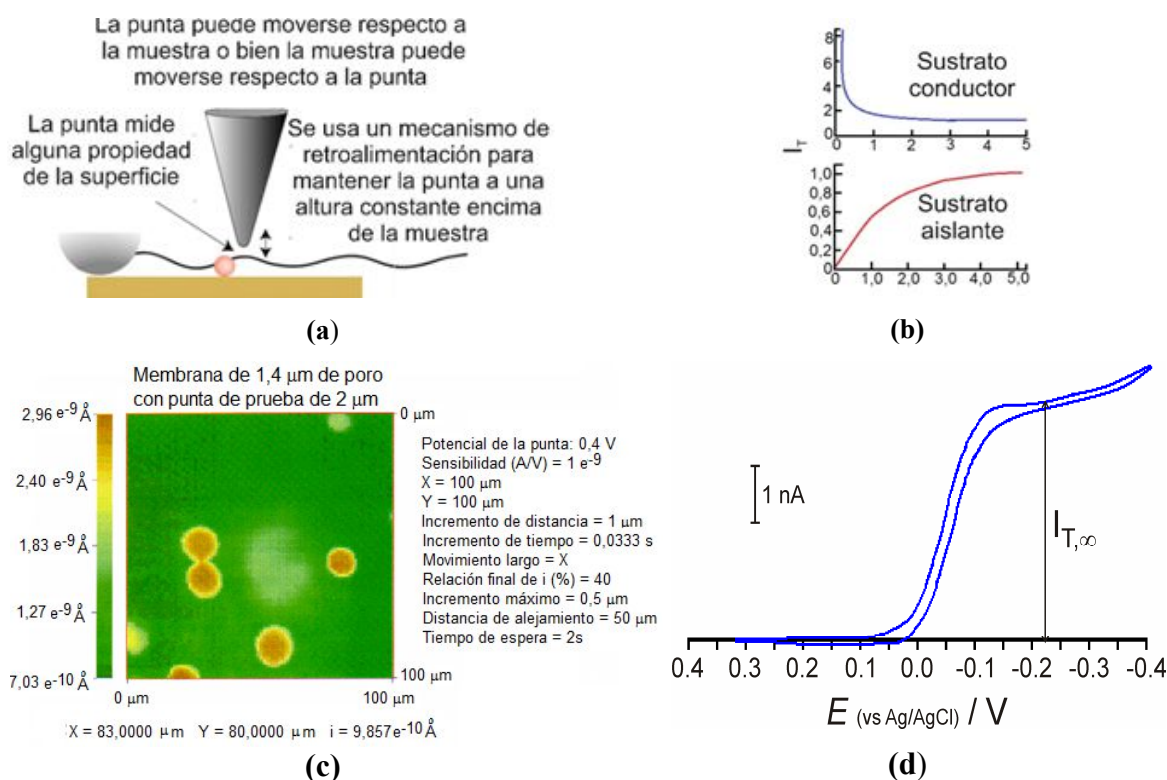 La punta puede moverse respecto a
la muestra o bien la muestra puede
moverse respecto a la punta
La punta mide
alguna propiedad
de la superficie
Se usa un mecanismo de
retroalimentación para
mantener la punta a una
altura constante encima
de la muestra
(a)
8
6
4
2
0
Sustrato
conductor
0 1 2 3 4 5
I_T
1,0
0,8
0,6
0,4
0,2
0
Sustrato
aislante
0 1,0 2,0 3,0 4,0 5,0
(b)
Membrana de 1,4 µm de poro
con punta de prueba de 2 µm
2,96 e⁻⁹ Å
2,40 e⁻⁹ Å
1,83 e⁻⁹ Å
1,27 e⁻⁹ Å
7,03 e⁻¹⁰ Å
0 µm
100 µm
0 µm
100 µm
Potencial de la punta: 0,4 V
Sensibilidad (A/V) = 1 e⁻⁹
X = 100 µm
Y = 100 µm
Incremento de distancia = 1 µm
Incremento de tiempo = 0,0333 s
Movimiento largo = X
Relación final de i (%) = 40
Incremento máximo = 0,5 µm
Distancia de alejamiento = 50 µm
Tiempo de espera = 2s
X = 83,0000 µm Y = 80,0000 µm i = 9,857e⁻¹⁰ Å
(c)
1 nA
I_T,∞
0.4 0.3 0.2 0.1 0.0 -0.1 -0.2 -0.3 -0.4
E (vs Ag/AgCl) / V
(d)